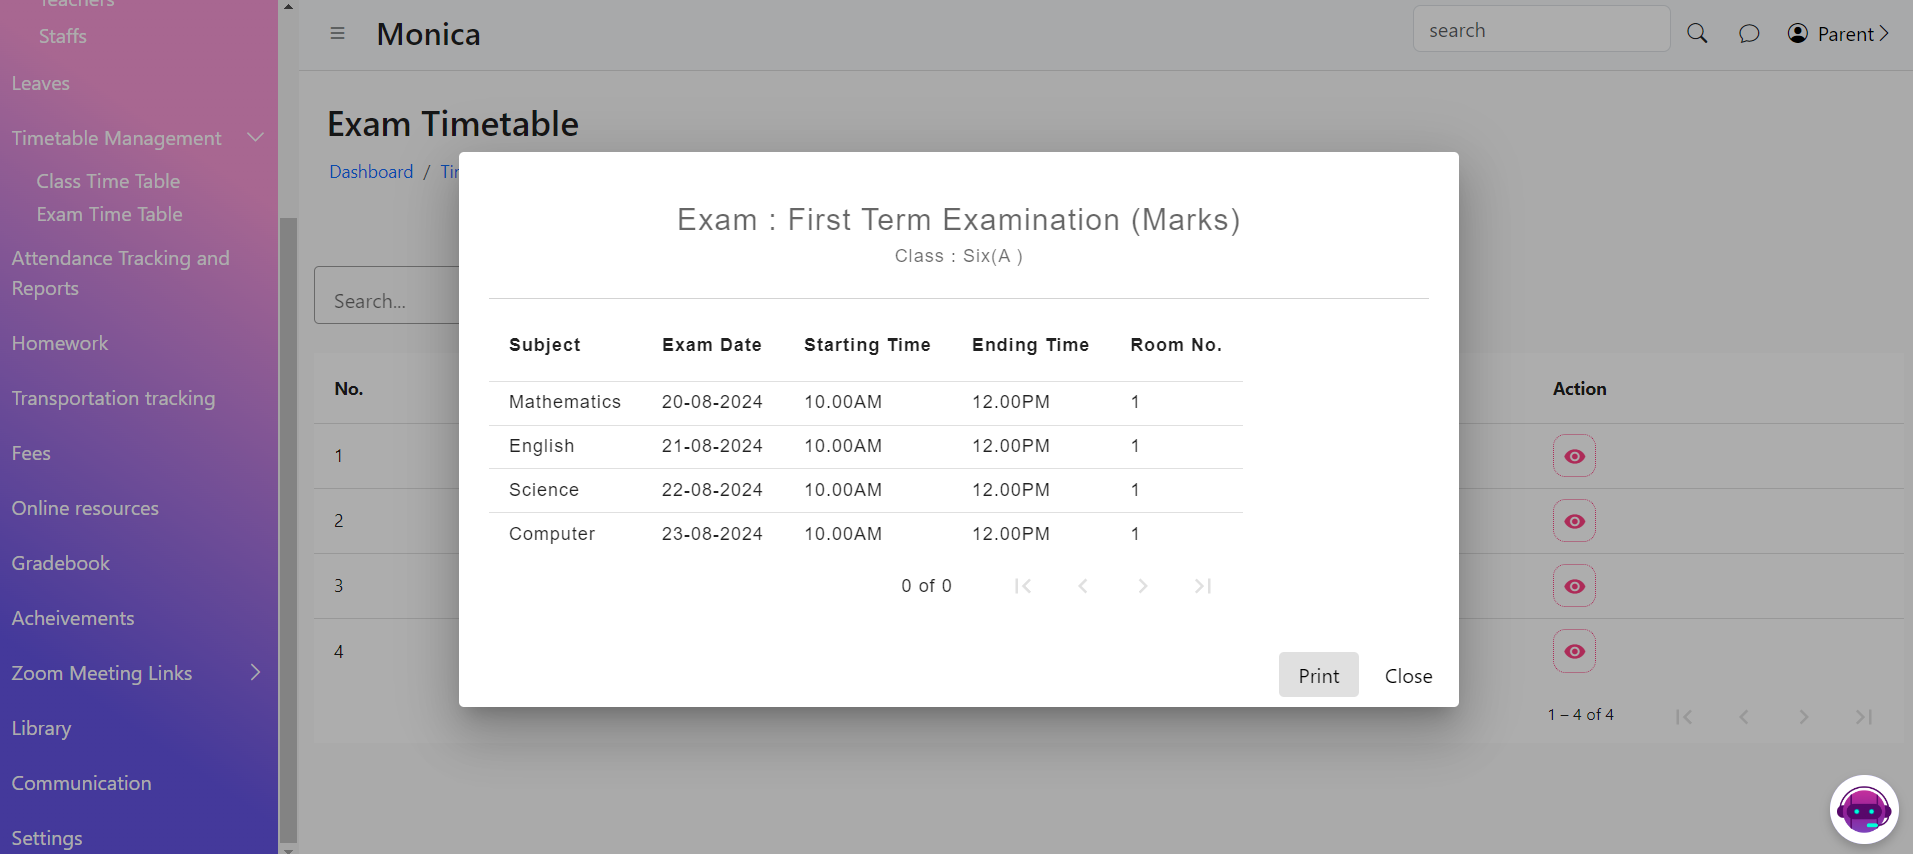 Teachers
Staffs
Leaves
Timetable Management
Class Time Table
Exam Time Table
Attendance Tracking and
Reports
Homework
Transportation tracking
Fees
Online resources
Gradebook
Acheivements
Zoom Meeting Links
Library
Communication
Settings
Monica
search
Parent
Exam Timetable
Dashboard /
Search...
No.
Action
1
2
3
4
1 – 4 of 4
Exam : First Term Examination (Marks)
Class : Six(A )
Subject Exam Date Starting Time Ending Time Room No.
Mathematics 20-08-2024 10.00AM 12.00PM 1
English 21-08-2024 10.00AM 12.00PM 1
Science 22-08-2024 10.00AM 12.00PM 1
Computer 23-08-2024 10.00AM 12.00PM 1
0 of 0
Print Close